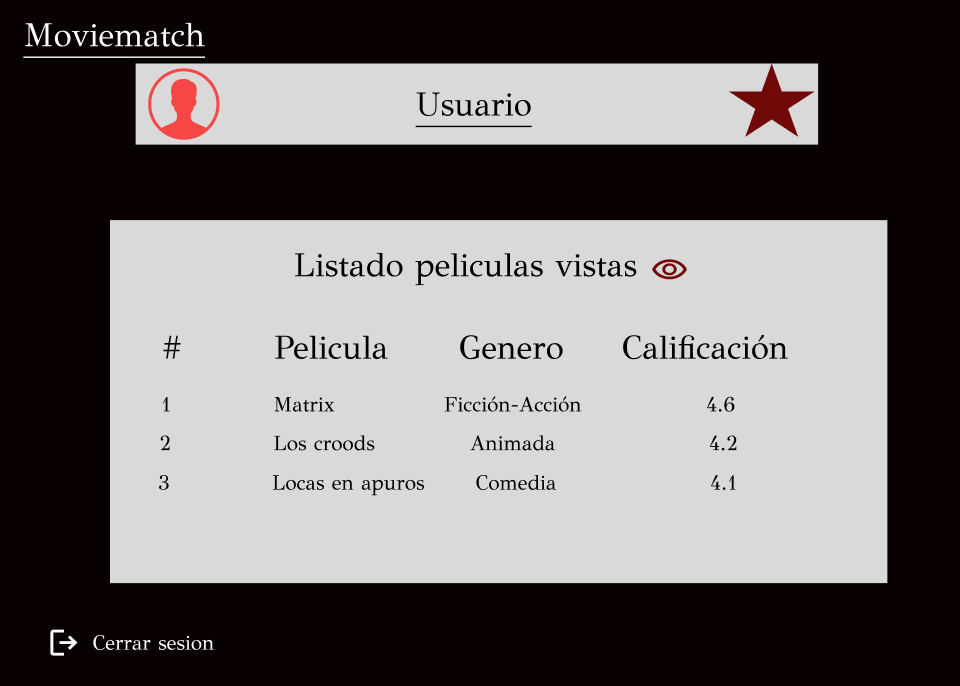 Moviematch
Usuario
Listado peliculas vistas
# Pelicula Genero Calificación
1 Matrix Ficción-Acción 4.6
2 Los croods Animada 4.2
3 Locas en apuros Comedia 4.1
Cerrar sesion